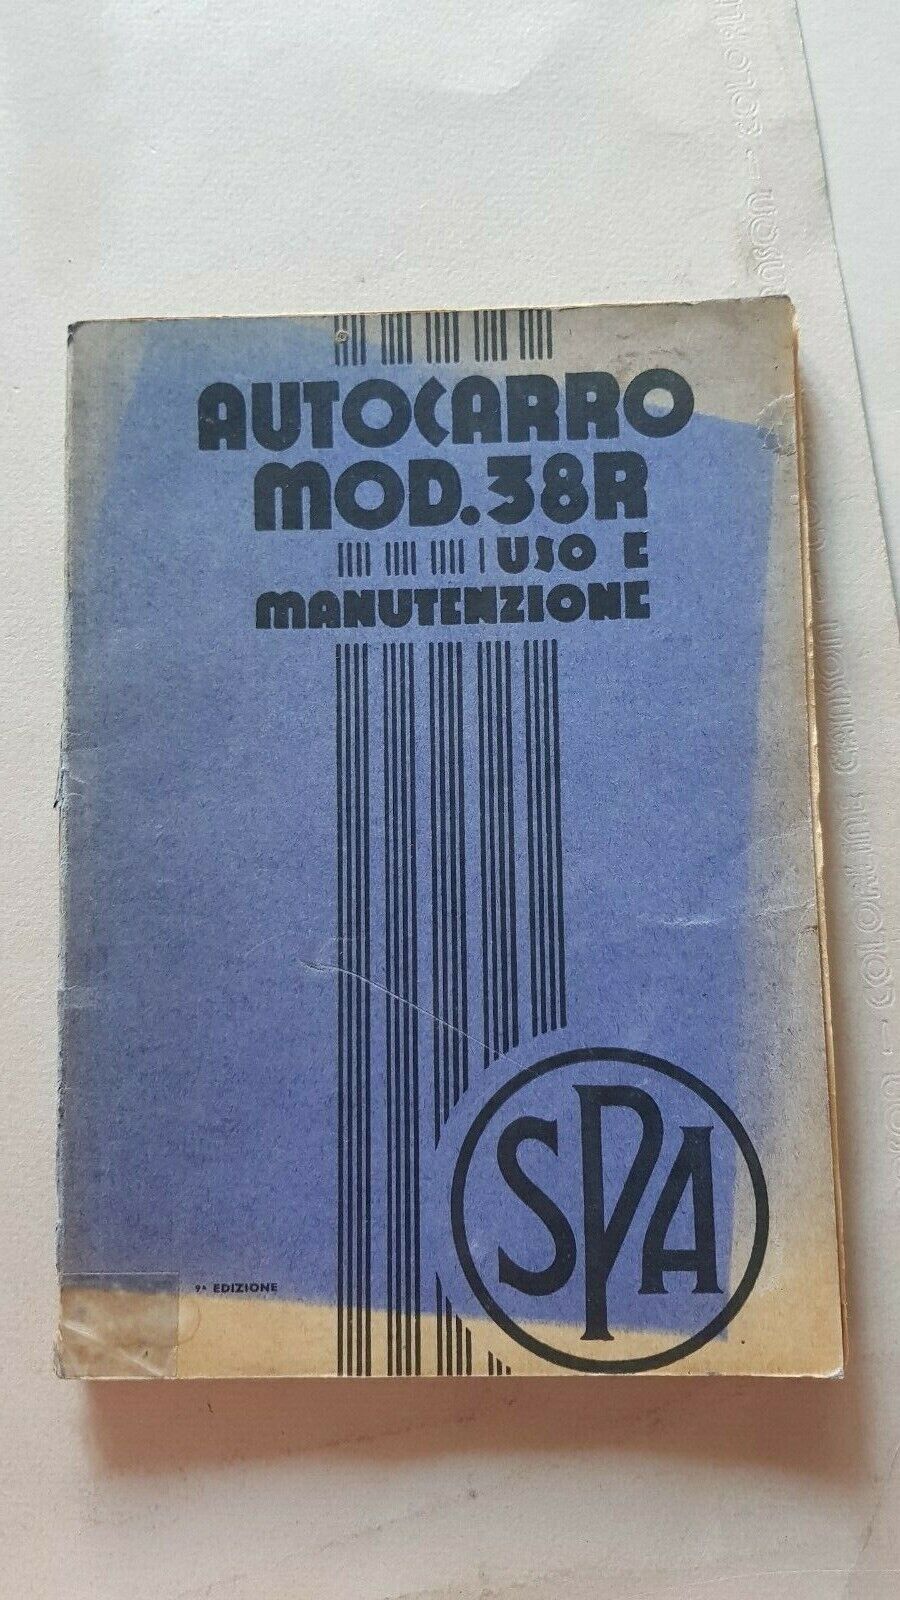 AUTOCARRO
MOD.38R
USO E
MANUTENZIONE
9ª EDIZIONE
SPA